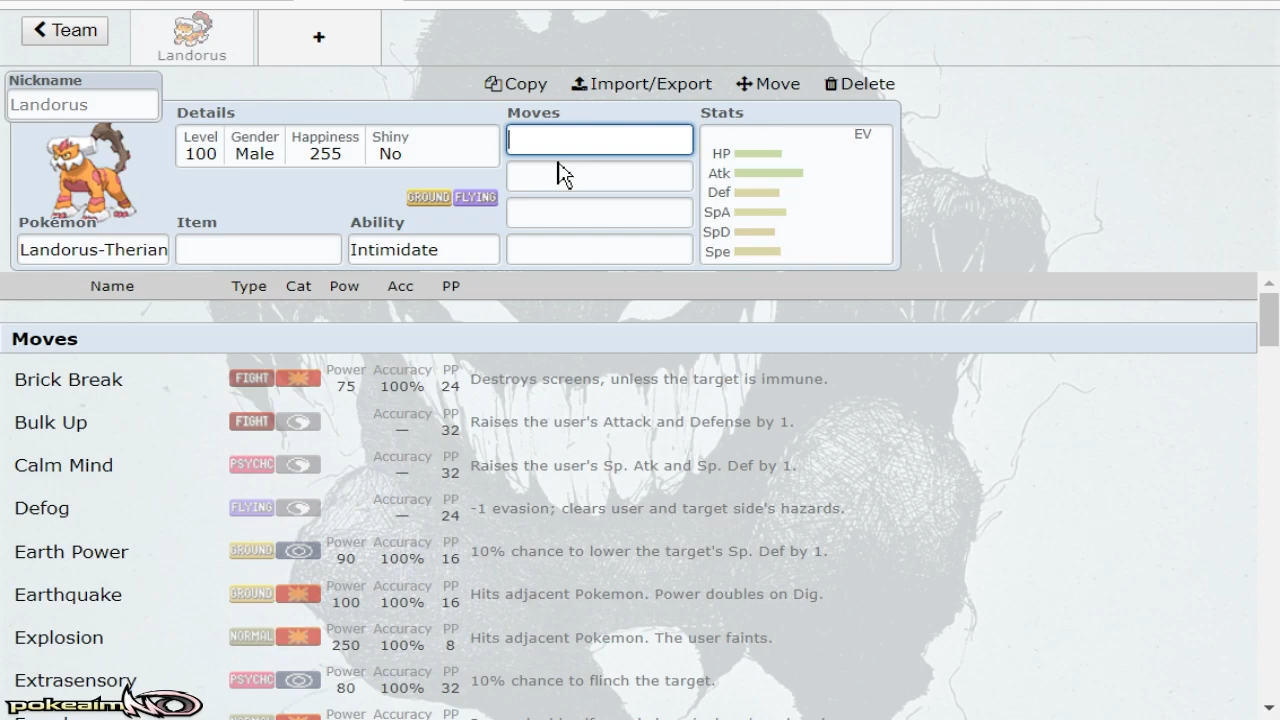 Team
Landorus
+
Nickname
Landorus
Copy
Import/Export
Move
Delete
Details
Level
100
Gender
Male
Happiness
255
Shiny
No
GROUND FLYING
Pokémon
Landorus-Therian
Item
Ability
Intimidate
Moves
Stats
EV
HP
Atk
Def
SpA
SpD
Spe
Name Type Cat Pow Acc PP
Moves
Brick Break FIGHT Power 75 Accuracy 100% PP 24 Destroys screens, unless the target is immune.
Bulk Up FIGHT Accuracy — PP 32 Raises the user's Attack and Defense by 1.
Calm Mind PSYCHC Accuracy — PP 32 Raises the user's Sp. Atk and Sp. Def by 1.
Defog FLYING Accuracy — PP 24 -1 evasion; clears user and target side's hazards.
Earth Power GROUND Power 90 Accuracy 100% PP 16 10% chance to lower the target's Sp. Def by 1.
Earthquake GROUND Power 100 Accuracy 100% PP 16 Hits adjacent Pokemon. Power doubles on Dig.
Explosion NORMAL Power 250 Accuracy 100% PP 8 Hits adjacent Pokemon. The user faints.
Extrasensory PSYCHC Power 80 Accuracy 100% PP 32 10% chance to flinch the target.
Power Accuracy PP
pokeaimMD